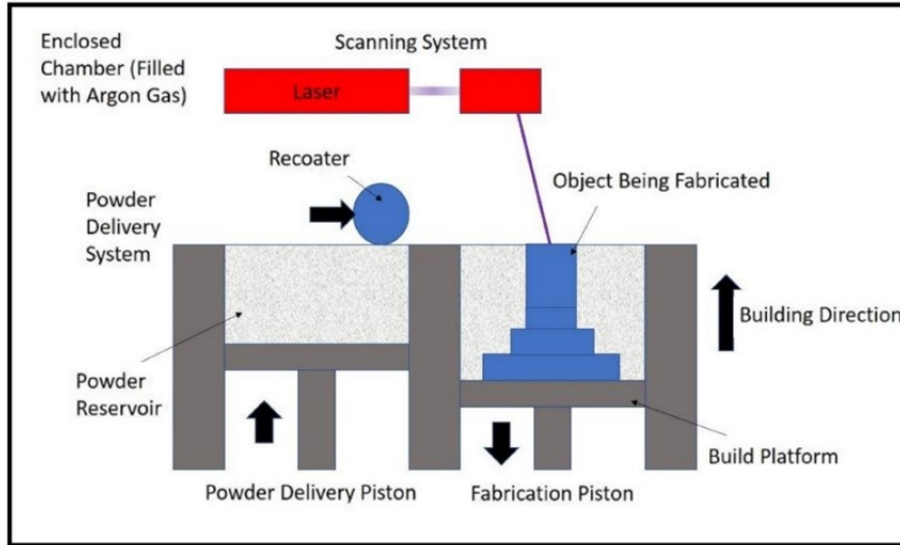 Enclosed
Chamber (Filled
with Argon Gas)
Scanning System
Laser
Recoater
Object Being Fabricated
Powder
Delivery
System
Building Direction
Powder
Reservoir
Build Platform
Powder Delivery Piston
Fabrication Piston